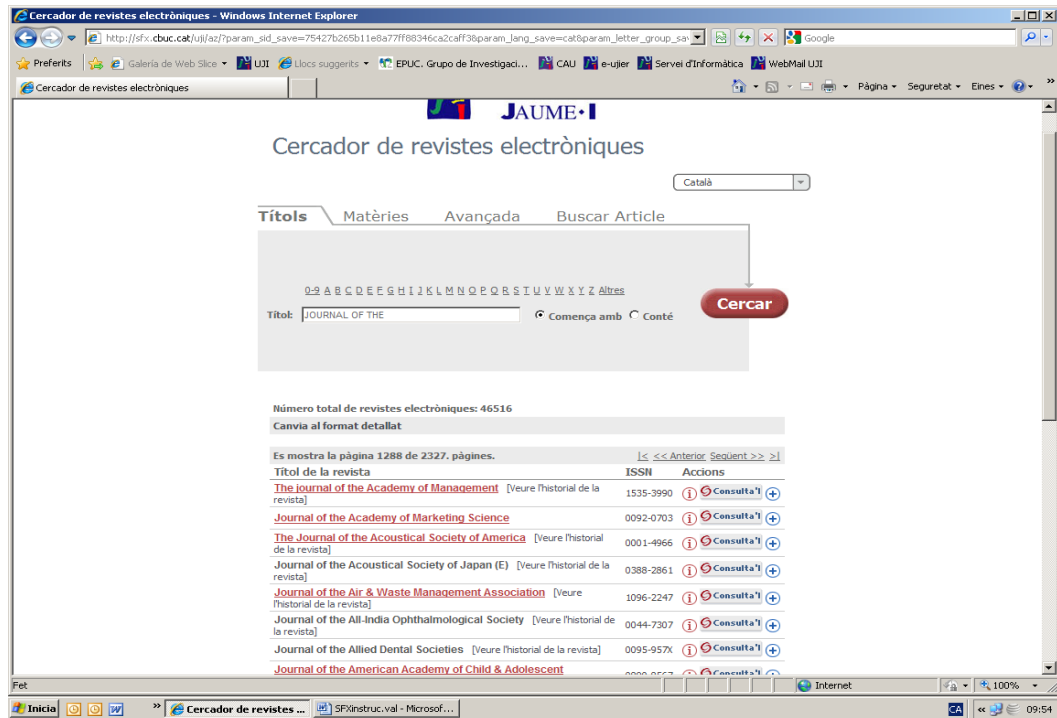 Cercador de revistes electròniques - Windows Internet Explorer
http://sfx.cbuc.cat/uji/az/?param_sid_save=75427b265b11e8a77ff88346ca2caff3&param_lang_save=cat&param_letter_group_sav
Google
Preferits Galería de Web Slice UJI Llocs suggerits EPUC. Grupo de Investigaci... CAU e-ujier Servei d'Informàtica WebMail UJI
Cercador de revistes electròniques Pàgina Seguretat Eines »
JAUME·I
Cercador de revistes electròniques
Català
Títols Matèries Avançada Buscar Article
0-9 A B C D E F G H I J K L M N O P Q R S T U V W X Y Z Altres
Títol: JOURNAL OF THE Comença amb Conté Cercar
Número total de revistes electròniques: 46516
Canvia al format detallat
Es mostra la pàgina 1288 de 2327. pàgines. |< << Anterior Següent >> >|
Títol de la revista ISSN Accions
The journal of the Academy of Management [Veure l'historial de la revista] 1535-3990 Consulta'l
Journal of the Academy of Marketing Science 0092-0703 Consulta'l
The Journal of the Acoustical Society of America [Veure l'historial de la revista] 0001-4966 Consulta'l
Journal of the Acoustical Society of Japan (E) [Veure l'historial de la revista] 0388-2861 Consulta'l
Journal of the Air & Waste Management Association [Veure l'historial de la revista] 1096-2247 Consulta'l
Journal of the All-India Ophthalmological Society [Veure l'historial de la revista] 0044-7307 Consulta'l
Journal of the Allied Dental Societies [Veure l'historial de la revista] 0095-957X Consulta'l
Journal of the American Academy of Child & Adolescent Consulta'l
Fet Internet 100%
Inicia » Cercador de revistes ... SFXinstruc.val - Microsof... CA « 09:54